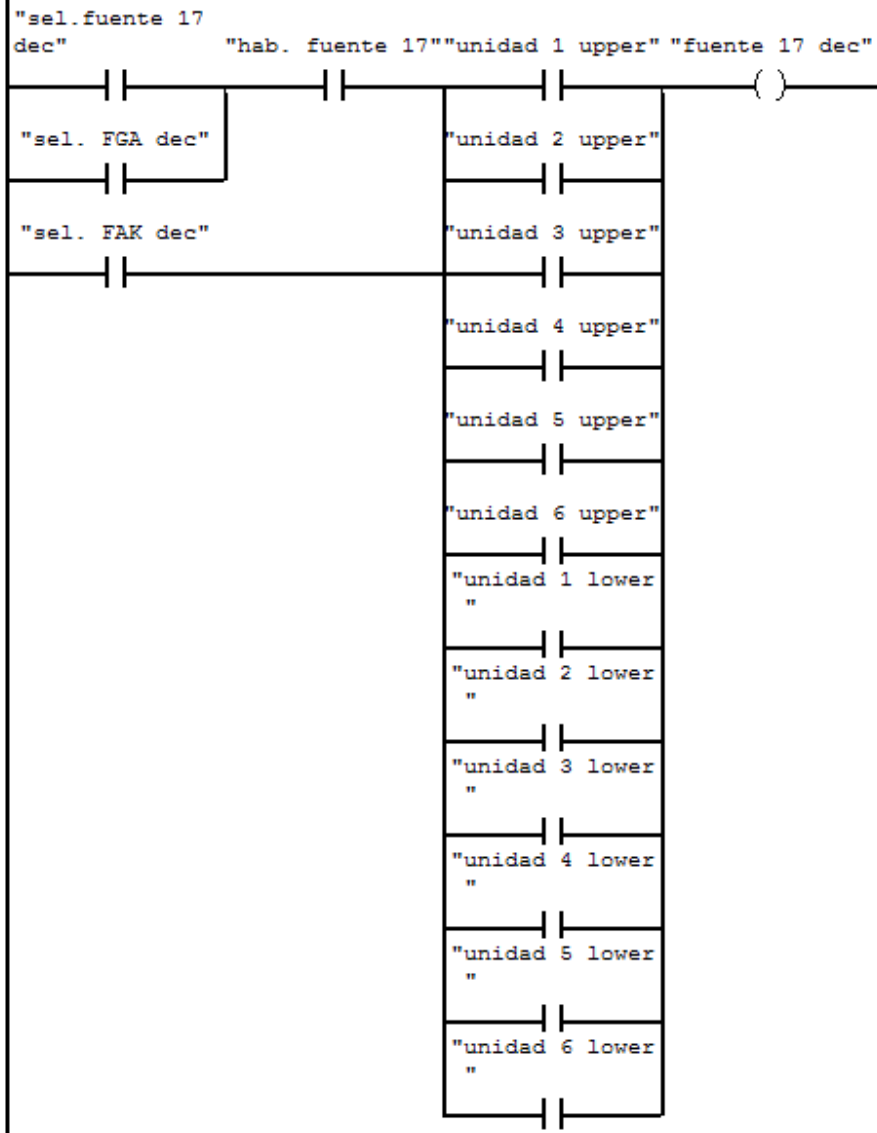 "sel.fuente 17
dec"
"hab. fuente 17"
"unidad 1 upper"
"fuente 17 dec"
"sel. FGA dec"
"unidad 2 upper"
"sel. FAK dec"
"unidad 3 upper"
"unidad 4 upper"
"unidad 5 upper"
"unidad 6 upper"
"unidad 1 lower
"
"unidad 2 lower
"
"unidad 3 lower
"
"unidad 4 lower
"
"unidad 5 lower
"
"unidad 6 lower
"